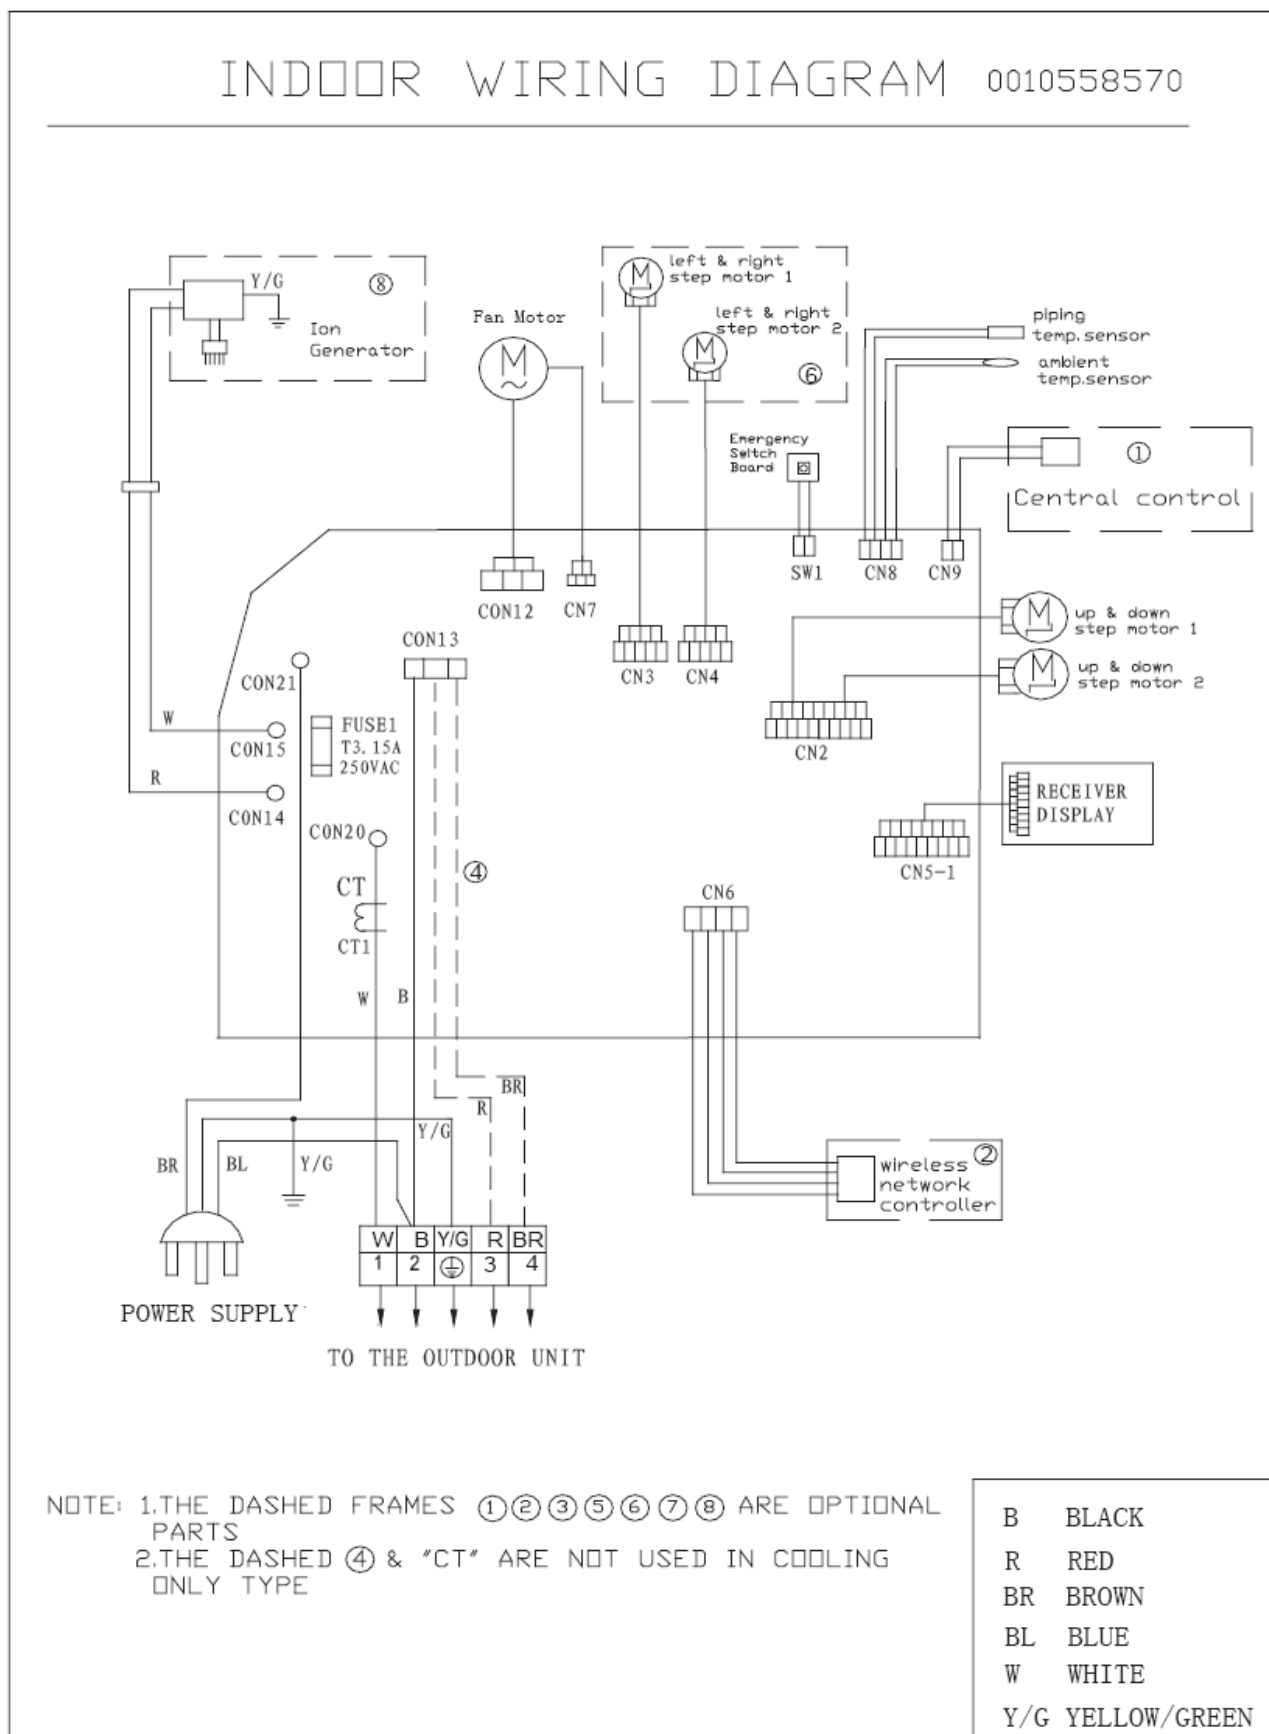 INDOOR WIRING DIAGRAM 0010558570
Y/G
⑧
Ion
Generator
Fan Motor
M
~
M
left & right
step motor 1
left & right
step motor 2
M
⑥
piping
temp.sensor
ambient
temp.sensor
Emergency
Switch
Board
①
Central control
SW1
CN8
CN9
CON12
CN7
CON13
CN3
CN4
M
up & down
step motor 1
M
up & down
step motor 2
CON21
W
CON15
FUSE1
T3.15A
250VAC
CN2
R
CON14
RECEIVER
DISPLAY
CON20
CN5-1
④
CT
CT1
CN6
W
B
BR
R
Y/G
BR
BL
Y/G
②
wireless
network
controller
W B Y/G R BR
1 2 3 4
POWER SUPPLY
TO THE OUTDOOR UNIT
NOTE: 1.THE DASHED FRAMES ①②③⑤⑥⑦⑧ ARE OPTIONAL
PARTS
2.THE DASHED ④ & "CT" ARE NOT USED IN COOLING
ONLY TYPE
B BLACK
R RED
BR BROWN
BL BLUE
W WHITE
Y/G YELLOW/GREEN